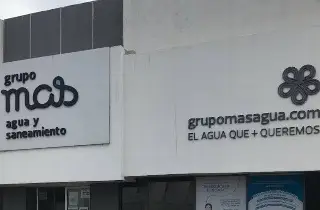 grupo
mas
agua y
saneamiento
grupomasagua.com
EL AGUA QUE + QUEREMOS